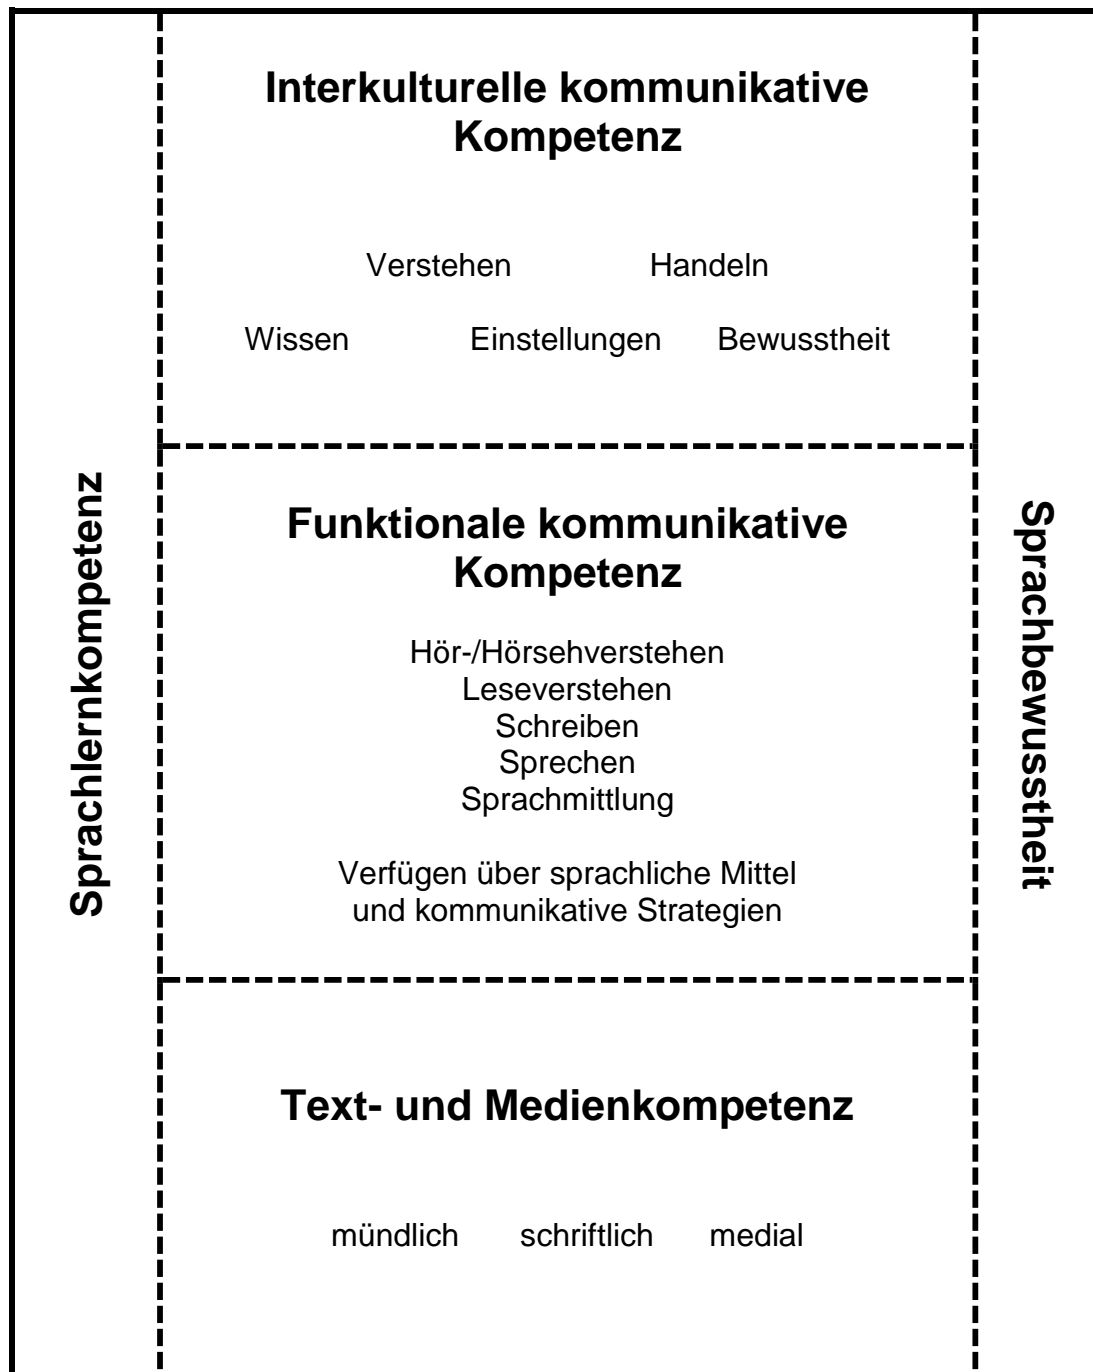 Interkulturelle kommunikative
Kompetenz
Verstehen Handeln
Wissen Einstellungen Bewusstheit
Sprachlernkompetenz
Funktionale kommunikative
Kompetenz
Hör-/Hörsehverstehen
Leseverstehen
Schreiben
Sprechen
Sprachmittlung
Verfügen über sprachliche Mittel
und kommunikative Strategien
Sprachbewusstheit
Text- und Medienkompetenz
mündlich schriftlich medial